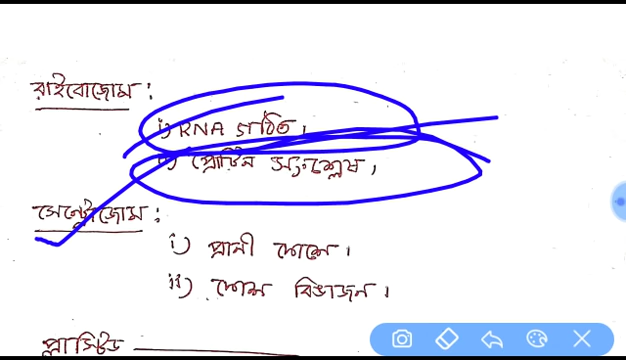 রাইবোজোম :
i) RNA গঠিত।
ii) প্রোটিন সংশ্লেষ।
সেন্ট্রোজোম :
i) প্রানী কোষে।
ii) কোষ বিভাজন।
প্লাস্টিড